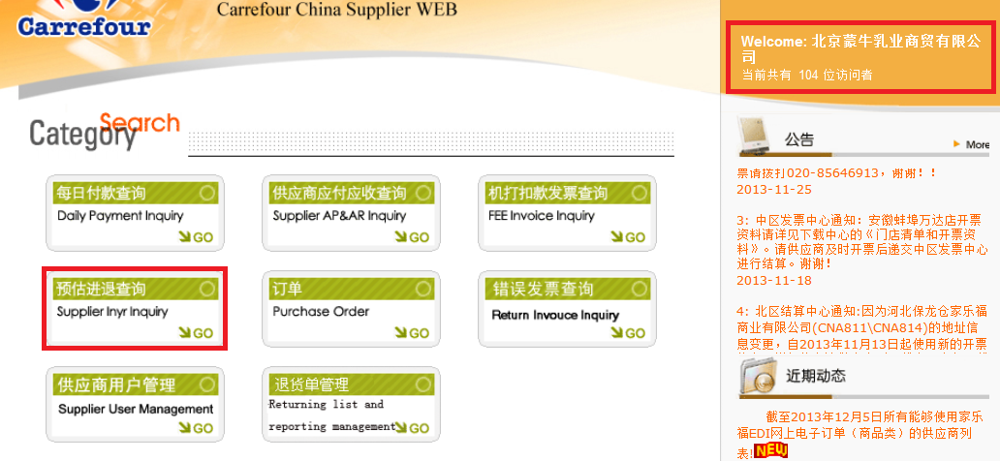 Carrefour
Carrefour China Supplier WEB
Welcome: 北京蒙牛乳业商贸有限公
司
当前共有 104 位访问者
Category Search
每日付款查询
Daily Payment Inquiry
GO
供应商应付应收查询
Supplier AP&AR Inquiry
GO
机打扣款发票查询
FEE Invoice Inquiry
GO
预估进退查询
Supplier Inyr Inquiry
GO
订单
Purchase Order
GO
错误发票查询
Return Invouce Inquiry
GO
供应商用户管理
Supplier User Management
GO
退货单管理
Returning list and
reporting management
GO
公告
More
票请拨打020-85646913，谢谢！！
2013-11-25
3: 中区发票中心通知：安徽蚌埠万达店开票
资料请详见下载中心的《门店清单和开票资
料》。请供应商及时开票后递交中区发票中心
进行结算。谢谢！
2013-11-18
4: 北区结算中心通知:因为河北保龙仓家乐福
商业有限公司(CNA811\CNA814)的地址信
息变更，自2013年11月13日起使用新的开票
近期动态
截至2013年12月5日所有能够使用家乐
福EDI网上电子订单（商品类）的供应商列
表! NEW